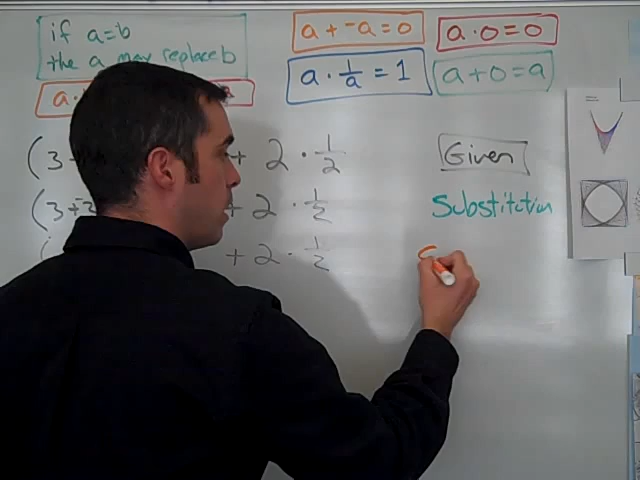 if a=b
the a may replace b
a + -a = 0
a · 0 = 0
a · 1/a = 1
a + 0 = a
a
(3 + 2 · 1/2
Given
(3 + -3 + 2 · 1/2
Substitution
( + 2 · 1/2